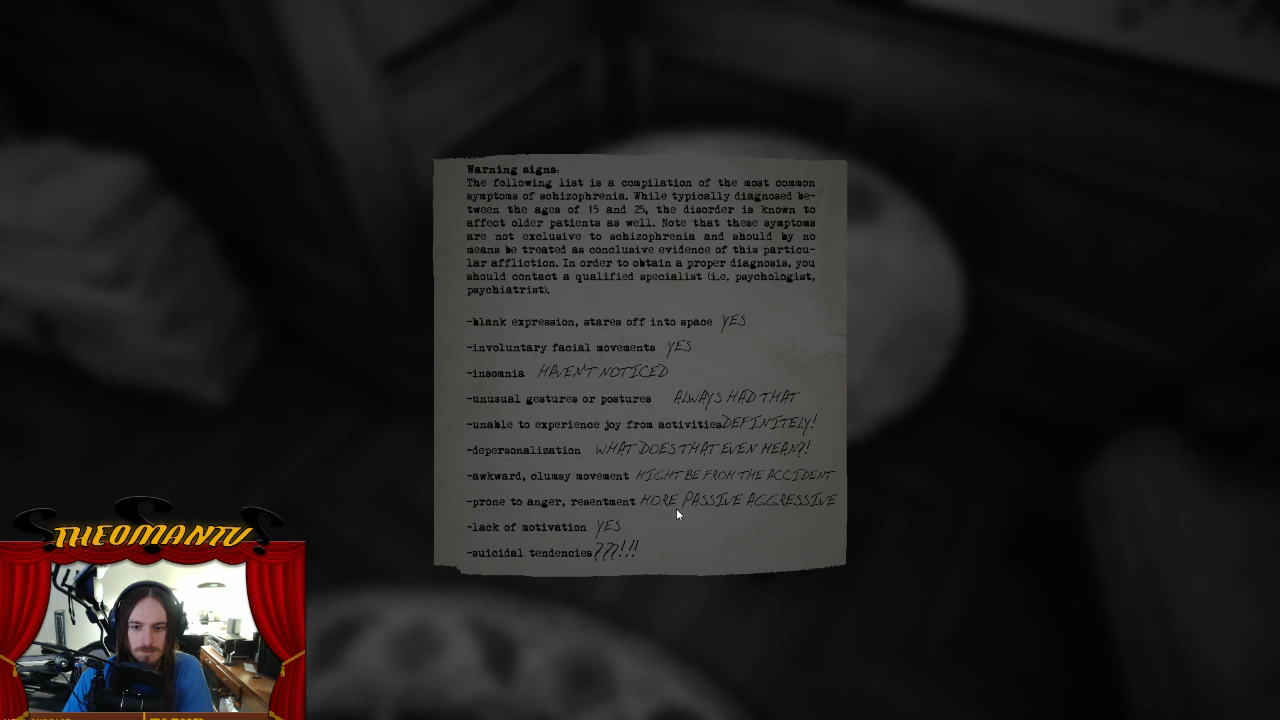 Warning signs:
The following list is a compilation of the most common
symptoms of schizophrenia. While typically diagnosed be-
tween the ages of 15 and 25, the disorder is known to
affect older patients as well. Note that these symptoms
are not exclusive to schizophrenia and should by no
means be treated as conclusive evidence of this particu-
lar affliction. In order to obtain a proper diagnosis, you
should contact a qualified specialist (i.e. psychologist,
psychiatrist).
-blank expression, stares off into space YES
-involuntary facial movements YES
-insomnia HAVEN'T NOTICED
-unusual gestures or postures ALWAYS HAD THAT
-unable to experience joy from activities DEFINITELY!
-depersonalization WHAT DOES THAT EVEN MEAN?!
-awkward, clumsy movement MIGHT BE FROM THE ACCIDENT
-prone to anger, resentment MORE PASSIVE AGGRESSIVE
-lack of motivation YES
-suicidal tendencies ???!!!
THEOMANTV